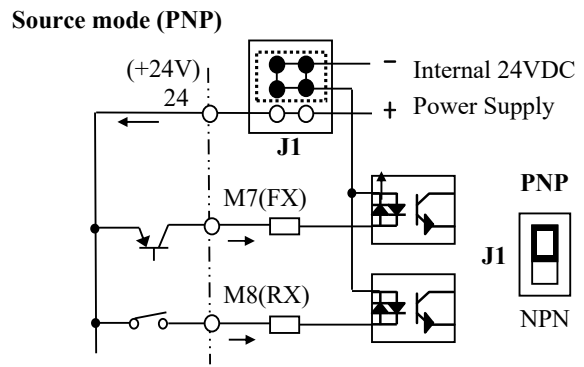 Source mode (PNP)
(+24V)
24
− Internal 24VDC
+ Power Supply
J1
M7(FX)
PNP
J1
M8(RX)
NPN